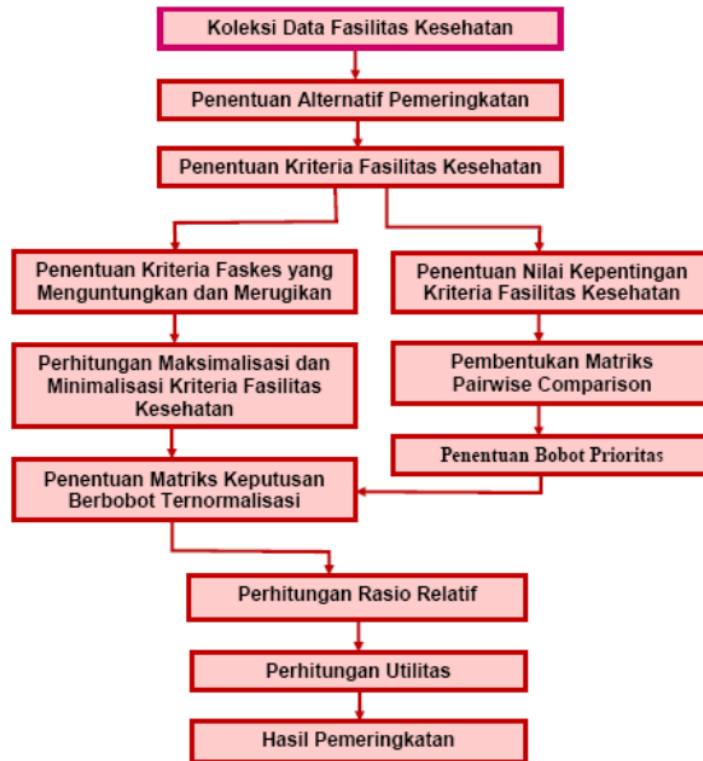 Koleksi Data Fasilitas Kesehatan
Penentuan Alternatif Pemeringkatan
Penentuan Kriteria Fasilitas Kesehatan
Penentuan Kriteria Faskes yang
Menguntungkan dan Merugikan
Penentuan Nilai Kepentingan
Kriteria Fasilitas Kesehatan
Perhitungan Maksimalisasi dan
Minimalisasi Kriteria Fasilitas
Kesehatan
Pembentukan Matriks
Pairwise Comparison
Penentuan Bobot Prioritas
Penentuan Matriks Keputusan
Berbobot Ternormalisasi
Perhitungan Rasio Relatif
Perhitungan Utilitas
Hasil Pemeringkatan